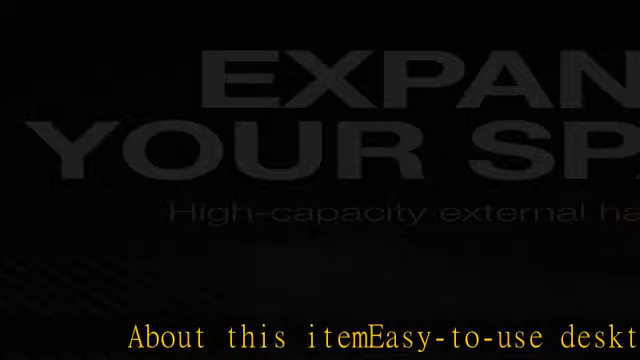 EXPAN
YOUR SP
High-capacity external ha
About this itemEasy-to-use deskt